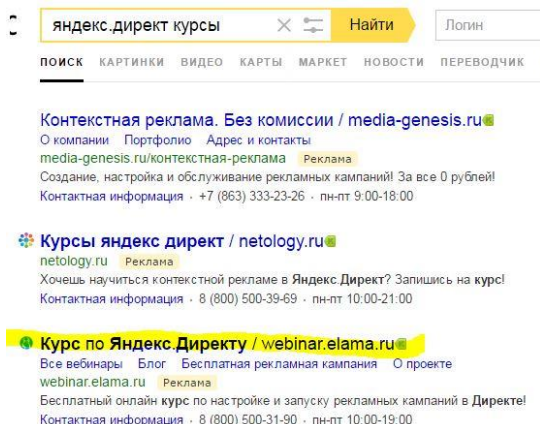 яндекс.директ курсы Найти Логин
ПОИСК КАРТИНКИ ВИДЕО КАРТЫ МАРКЕТ НОВОСТИ ПЕРЕВОДЧИК
Контекстная реклама. Без комиссии / media-genesis.ru
О компании Портфолио Адрес и контакты
media-genesis.ru/контекстная-реклама Реклама
Создание, настройка и обслуживание рекламных кампаний! За все 0 рублей!
Контактная информация · +7 (863) 333-23-26 · пн-пт 9:00-18:00
Курсы яндекс директ / netology.ru
netology.ru Реклама
Хочешь научиться контекстной рекламе в Яндекс.Директ? Запишись на курс!
Контактная информация · 8 (800) 500-39-69 · пн-пт 10:00-21:00
Курс по Яндекс.Директу / webinar.elama.ru
Все вебинары Блог Бесплатная рекламная кампания О проекте
webinar.elama.ru Реклама
Бесплатный онлайн курс по настройке и запуску рекламных кампаний в Директе!
Контактная информация · 8 (800) 500-31-90 · пн-пт 10:00-19:00